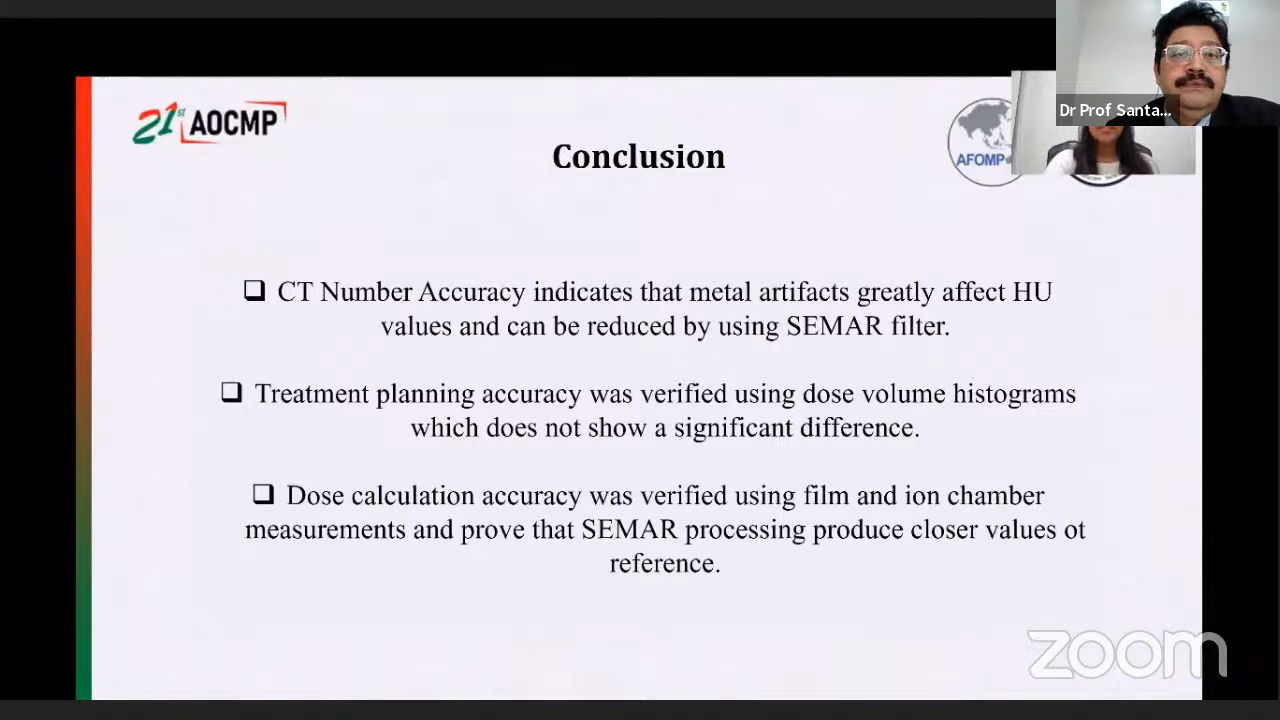 Dr Prof Santa...
21st AOCMP
AFOMP
Conclusion
❑ CT Number Accuracy indicates that metal artifacts greatly affect HU
values and can be reduced by using SEMAR filter.
❑ Treatment planning accuracy was verified using dose volume histograms
which does not show a significant difference.
❑ Dose calculation accuracy was verified using film and ion chamber
measurements and prove that SEMAR processing produce closer values ot
reference.
zoom